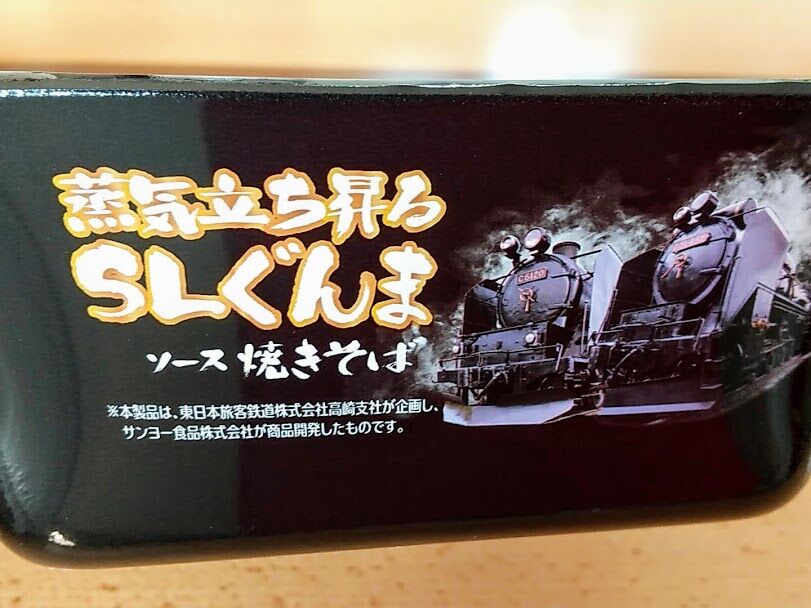 蒸気立ち昇る
SLぐんま
ソース焼きそば
※本製品は、東日本旅客鉄道株式会社高崎支社が企画し、
サンヨー食品株式会社が商品開発したものです。
C6120